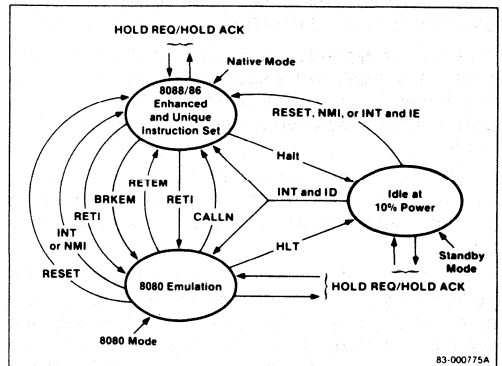 HOLD REQ/HOLD ACK
Native Mode
8088/86
Enhanced
and Unique
Instruction Set
RESET, NMI, or INT and IE
Halt
RETEM
BRKEM
RETI
RETI
CALLN
INT
or NMI
RESET
INT and ID
Idle at
10% Power
HLT
Standby
Mode
8080 Emulation
HOLD REQ/HOLD ACK
8080 Mode
83-000775A